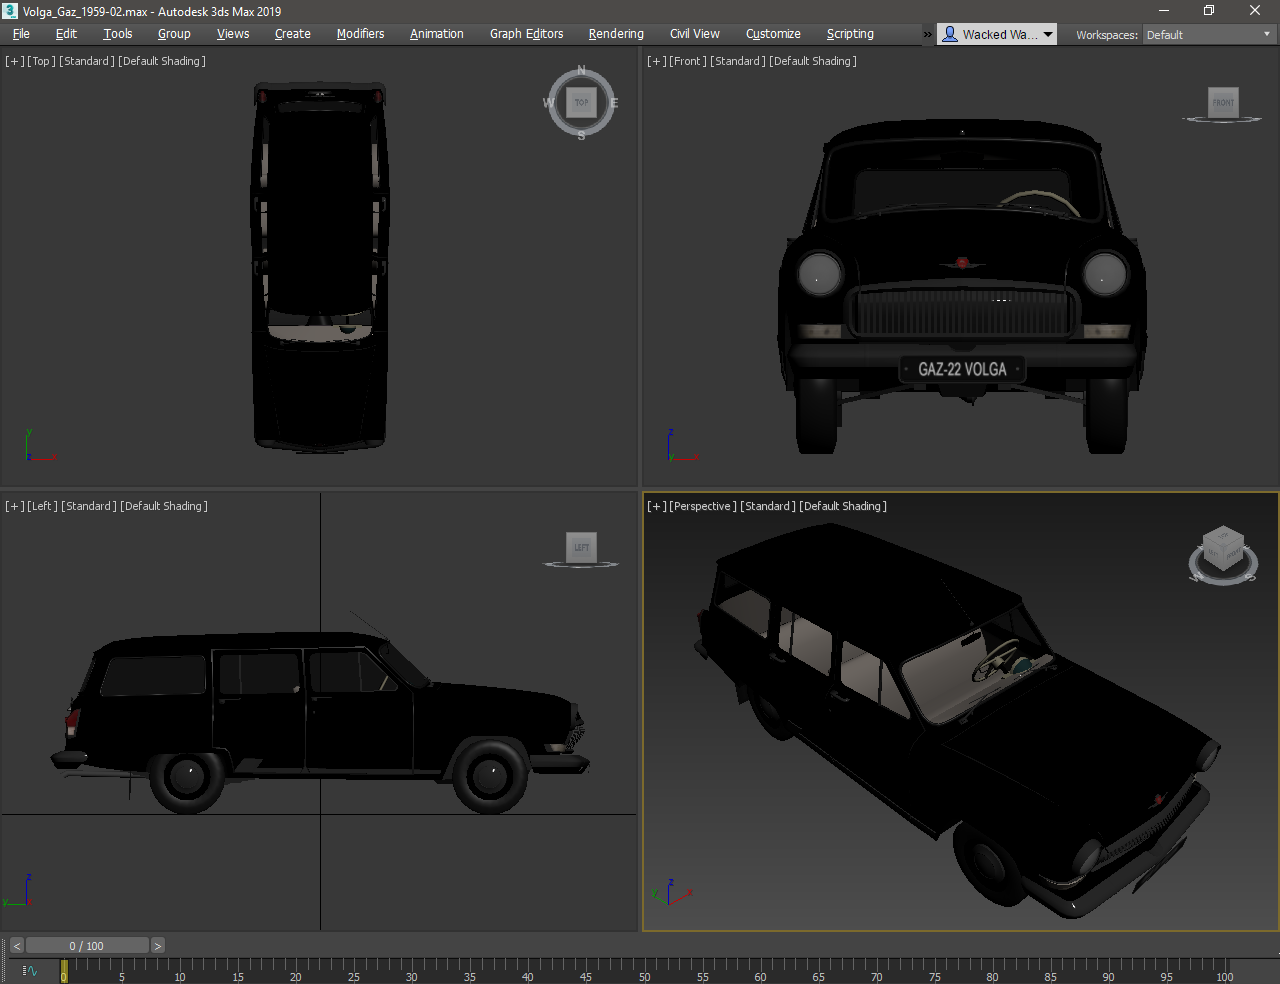 Volga_Gaz_1959-02.max - Autodesk 3ds Max 2019
File Edit Tools Group Views Create Modifiers Animation Graph Editors Rendering Civil View Customize Scripting » Wacked Wa... Workspaces: Default
[+] [Top] [Standard] [Default Shading]
N
W TOP E
S
[+] [Front] [Standard] [Default Shading]
FRONT
GAZ-22 VOLGA
y
z x
z
y x
[+] [Left] [Standard] [Default Shading]
LEFT
z
y
[+] [Perspective] [Standard] [Default Shading]
W S
z
y x
< 0 / 100 >
0 5 10 15 20 25 30 35 40 45 50 55 60 65 70 75 80 85 90 95 100